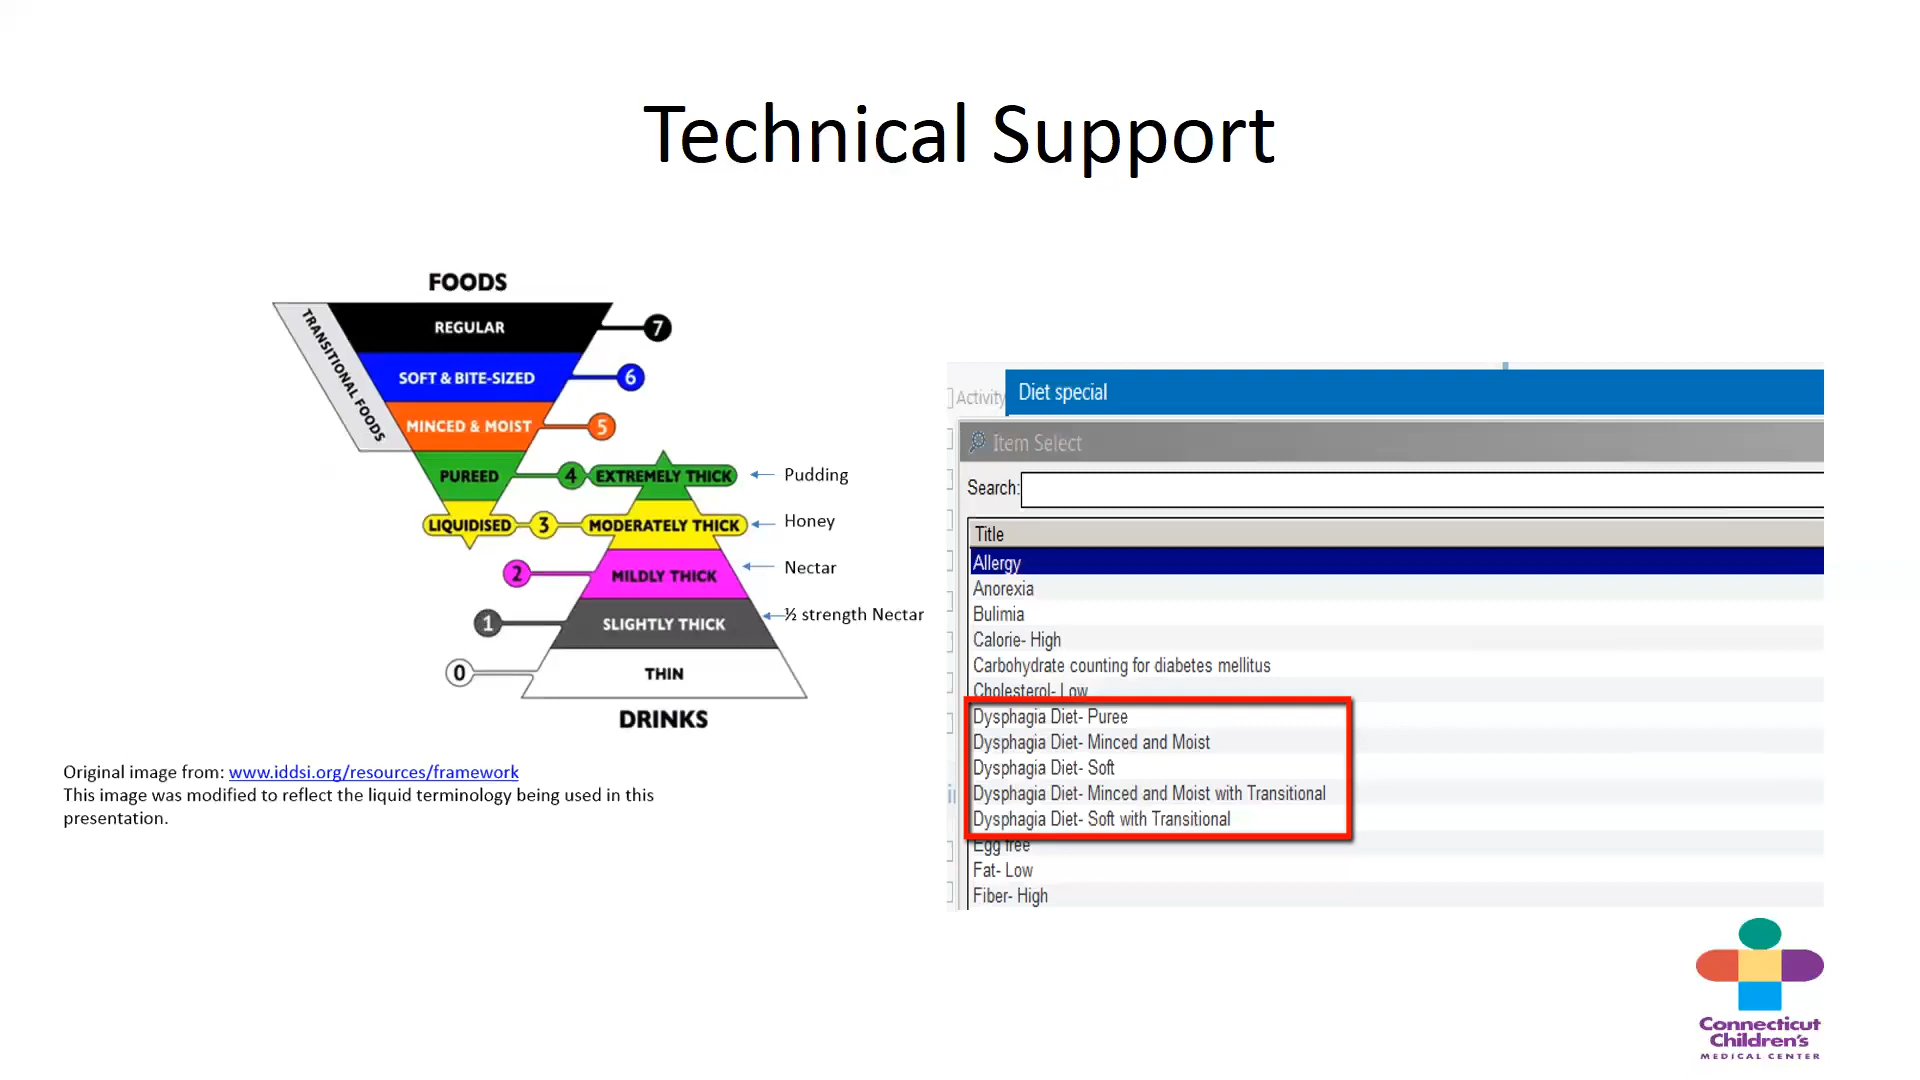 Technical Support
FOODS
TRANSITIONAL FOODS
REGULAR
7
SOFT & BITE-SIZED
6
MINCED & MOIST
5
PUREED
4
EXTREMELY THICK
Pudding
LIQUIDISED
3
MODERATELY THICK
Honey
2
MILDLY THICK
Nectar
1
SLIGHTLY THICK
½ strength Nectar
0
THIN
DRINKS
Original image from: www.iddsi.org/resources/framework
This image was modified to reflect the liquid terminology being used in this
presentation.
Activity
Diet special
Item Select
Search:
Title
Allergy
Anorexia
Bulimia
Calorie- High
Carbohydrate counting for diabetes mellitus
Cholesterol- Low
Dysphagia Diet- Puree
Dysphagia Diet- Minced and Moist
Dysphagia Diet- Soft
Dysphagia Diet- Minced and Moist with Transitional
Dysphagia Diet- Soft with Transitional
Egg free
Fat- Low
Fiber- High
Connecticut
Children's
MEDICAL CENTER